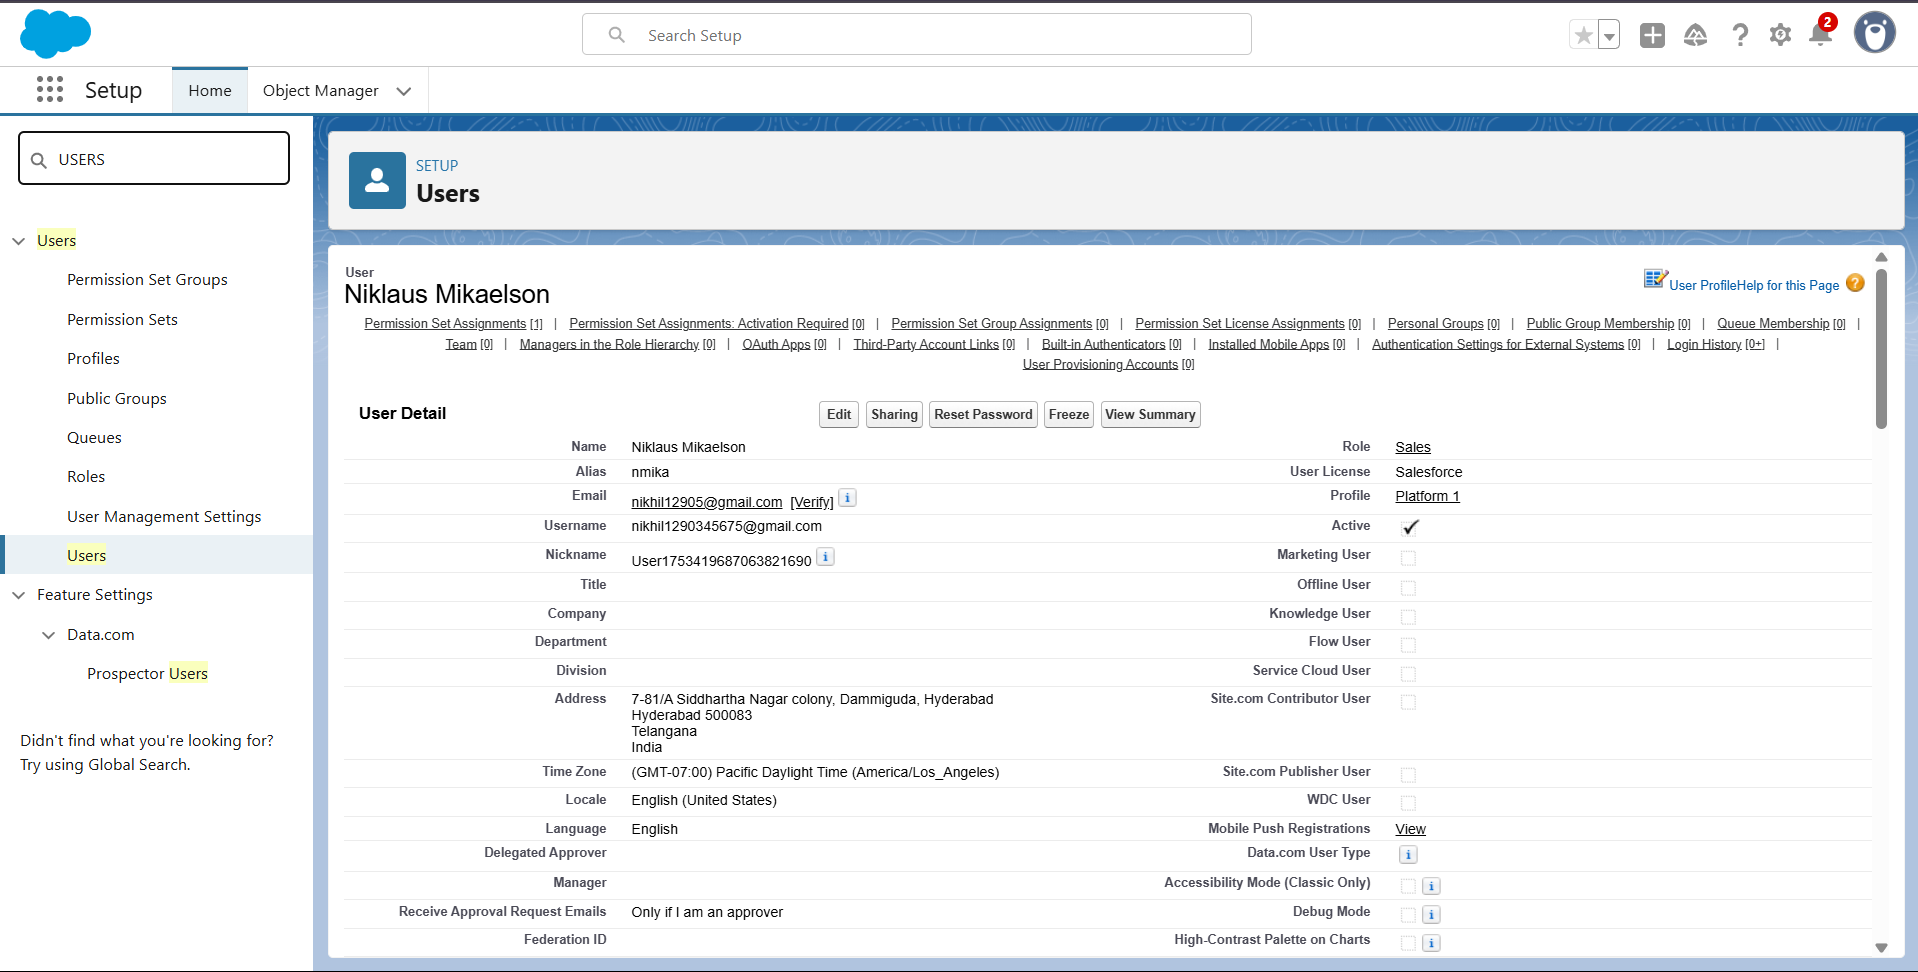 Search Setup
2
Setup
Home
Object Manager
USERS
Users
Permission Set Groups
Permission Sets
Profiles
Public Groups
Queues
Roles
User Management Settings
Users
Feature Settings
Data.com
Prospector Users
Didn't find what you're looking for?
Try using Global Search.
SETUP
Users
User
Niklaus Mikaelson
User ProfileHelp for this Page ?
Permission Set Assignments [1] | Permission Set Assignments: Activation Required [0] | Permission Set Group Assignments [0] | Permission Set License Assignments [0] | Personal Groups [0] | Public Group Membership [0] | Queue Membership [0] |
Team [0] | Managers in the Role Hierarchy [0] | OAuth Apps [0] | Third-Party Account Links [0] | Built-in Authenticators [0] | Installed Mobile Apps [0] | Authentication Settings for External Systems [0] | Login History [0+] |
User Provisioning Accounts [0]
User Detail
Edit Sharing Reset Password Freeze View Summary
Name Niklaus Mikaelson Role Sales
Alias nmika User License Salesforce
Email nikhil12905@gmail.com [Verify] i Profile Platform 1
Username nikhil1290345675@gmail.com Active
Nickname User1753419687063821690 i Marketing User
Title Offline User
Company Knowledge User
Department Flow User
Division Service Cloud User
Address 7-81/A Siddhartha Nagar colony, Dammiguda, Hyderabad Site.com Contributor User
Hyderabad 500083
Telangana
India
Time Zone (GMT-07:00) Pacific Daylight Time (America/Los_Angeles) Site.com Publisher User
Locale English (United States) WDC User
Language English Mobile Push Registrations View
Delegated Approver Data.com User Type i
Manager Accessibility Mode (Classic Only) i
Receive Approval Request Emails Only if I am an approver Debug Mode i
Federation ID High-Contrast Palette on Charts i